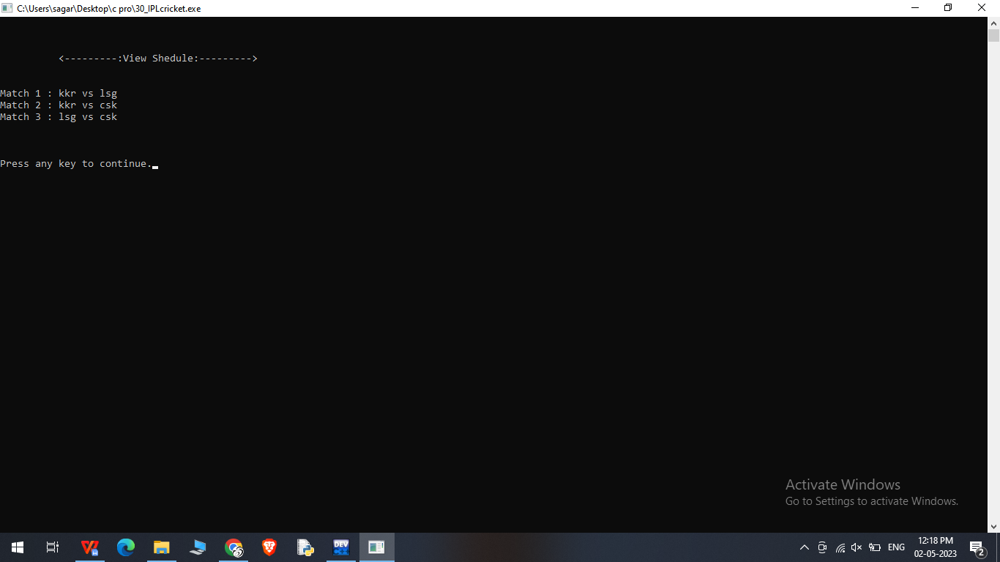 C:\Users\sagar\Desktop\c pro\30_IPLcricket.exe
<---------:View Shedule:--------->
Match 1 : kkr vs lsg
Match 2 : kkr vs csk
Match 3 : lsg vs csk
Press any key to continue.
Activate Windows
Go to Settings to activate Windows.
DEV
ENG
12:18 PM
02-05-2023
2